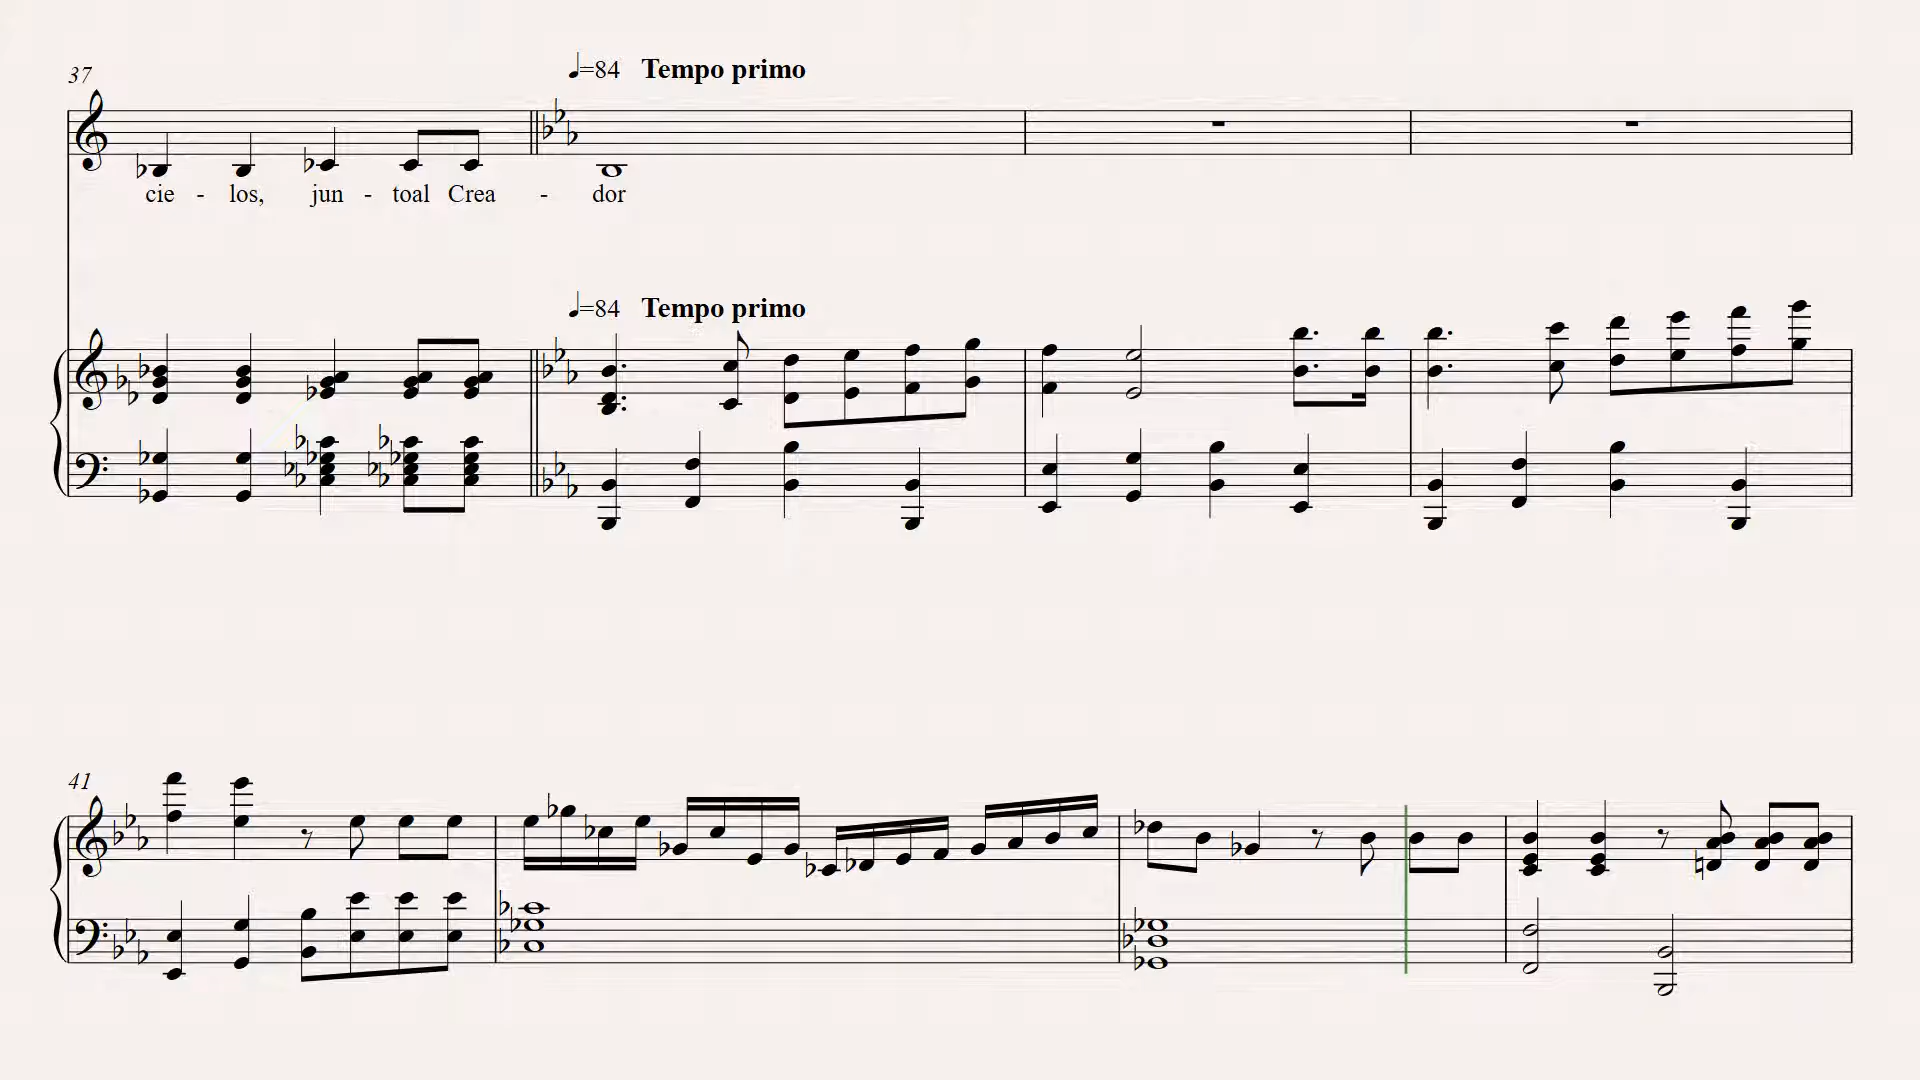 37
♩=84 Tempo primo
cie - los, jun - toal Crea - dor
♩=84 Tempo primo
41